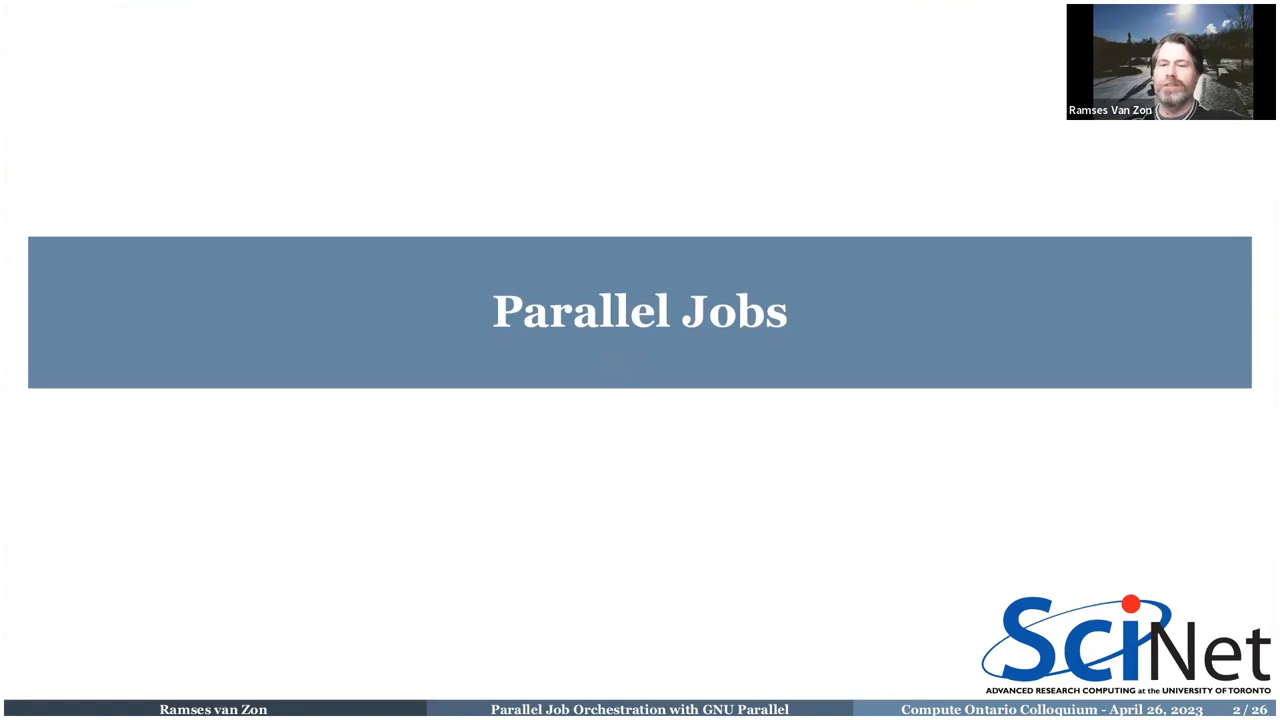 Ramses Van Zon
Parallel Jobs
SciNet
ADVANCED RESEARCH COMPUTING at the UNIVERSITY OF TORONTO
Ramses van Zon
Parallel Job Orchestration with GNU Parallel
Compute Ontario Colloquium - April 26, 2023
2 / 26